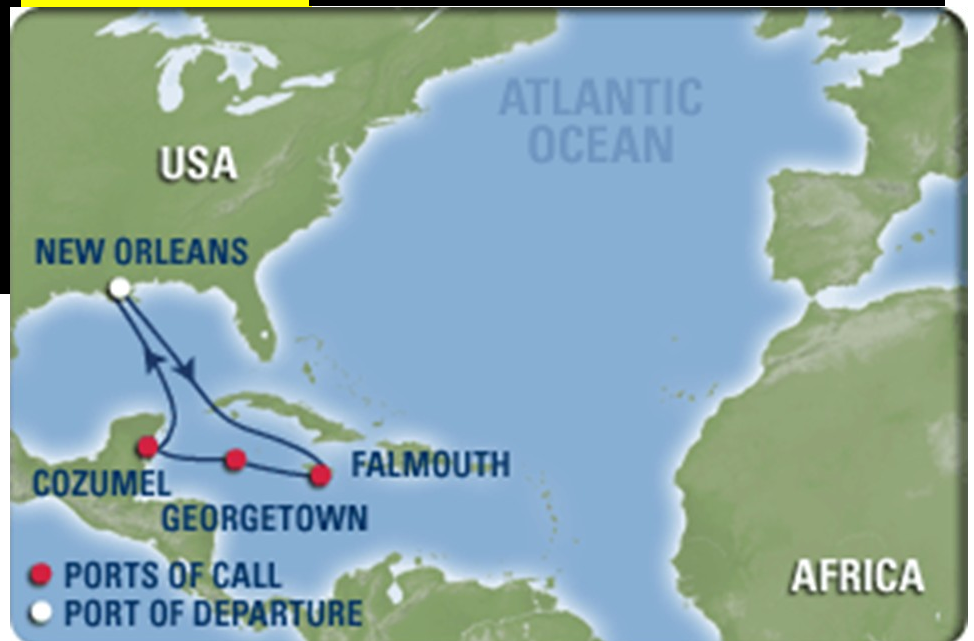 ATLANTIC
OCEAN
USA
NEW ORLEANS
FALMOUTH
COZUMEL
GEORGETOWN
AFRICA
PORTS OF CALL
PORT OF DEPARTURE